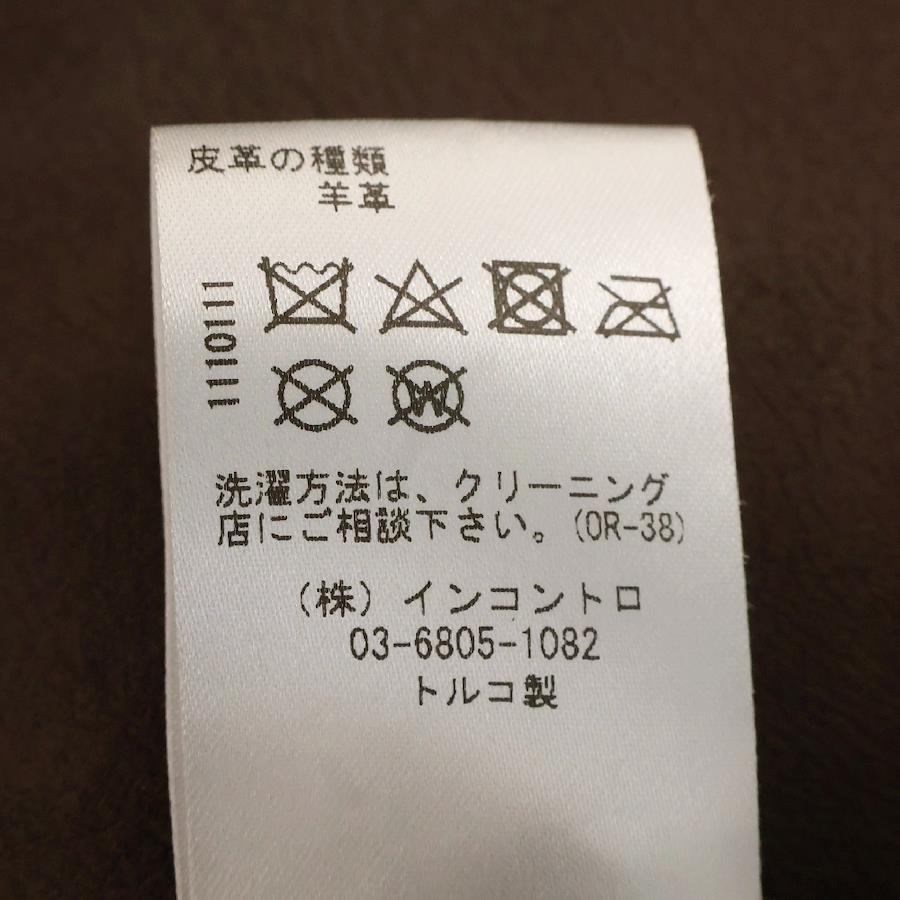 皮革の種類
羊革
1110111
W
洗濯方法は、クリーニング
店にご相談下さい。(OR-38)
(株)インコントロ
03-6805-1082
トルコ製